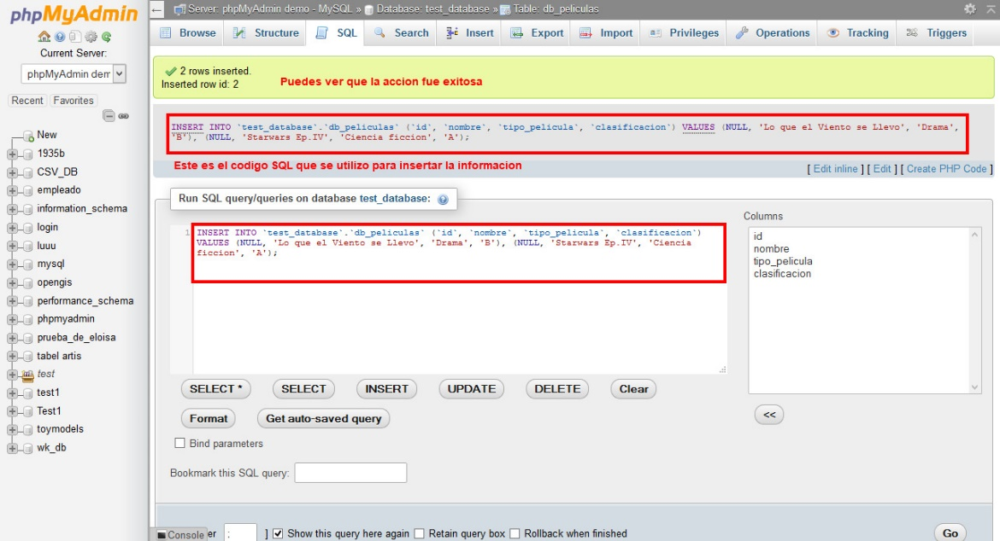 phpMyAdmin
Current Server:
phpMyAdmin dem
Recent Favorites
New
1935b
CSV_DB
empleado
information_schema
login
luuu
mysql
opengis
performance_schema
phpmyadmin
prueba_de_eloisa
tabel artis
test
test1
Test1
toymodels
wk_db
Server: phpMyAdmin demo - MySQL » Database: test_database » Table: db_peliculas
Browse Structure SQL Search Insert Export Import Privileges Operations Tracking Triggers
2 rows inserted.
Inserted row id: 2
Puedes ver que la accion fue exitosa
INSERT INTO `test_database`.`db_peliculas` (`id`, `nombre`, `tipo_pelicula`, `clasificacion`) VALUES (NULL, 'Lo que el Viento se Llevo', 'Drama',
'B'), (NULL, 'Starwars Ep.IV', 'Ciencia ficcion', 'A');
Este es el codigo SQL que se utilizo para insertar la informacion
[ Edit inline ] [ Edit ] [ Create PHP Code ]
Run SQL query/queries on database test_database:
1 INSERT INTO `test_database`.`db_peliculas` (`id`, `nombre`, `tipo_pelicula`, `clasificacion`)
VALUES (NULL, 'Lo que el Viento se Llevo', 'Drama', 'B'), (NULL, 'Starwars Ep.IV', 'Ciencia
ficcion', 'A');
Columns
id
nombre
tipo_pelicula
clasificacion
SELECT * SELECT INSERT UPDATE DELETE Clear
Format Get auto-saved query
<<
Bind parameters
Bookmark this SQL query:
Console er ; ] Show this query here again Retain query box Rollback when finished
Go